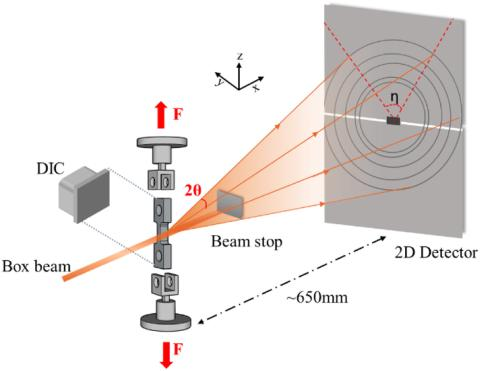 F
z
y
x
η
DIC
2θ
Beam stop
Box beam
2D Detector
~650mm
F